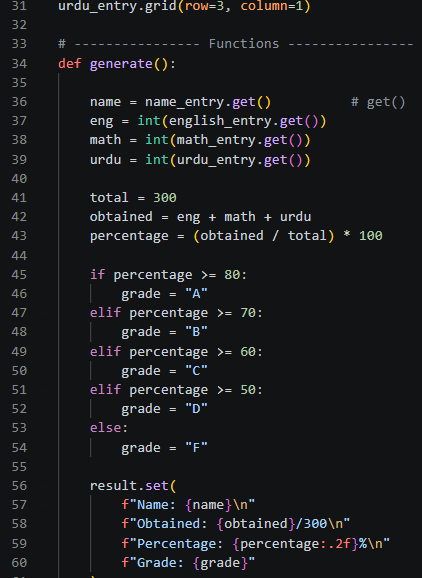 31 urdu_entry.grid(row=3, column=1)
32
33 # ---------------- Functions ----------------
34 def generate():
35
36     name = name_entry.get()          # get()
37     eng = int(english_entry.get())
38     math = int(math_entry.get())
39     urdu = int(urdu_entry.get())
40
41     total = 300
42     obtained = eng + math + urdu
43     percentage = (obtained / total) * 100
44
45     if percentage >= 80:
46         grade = "A"
47     elif percentage >= 70:
48         grade = "B"
49     elif percentage >= 60:
50         grade = "C"
51     elif percentage >= 50:
52         grade = "D"
53     else:
54         grade = "F"
55
56     result.set(
57         f"Name: {name}\n"
58         f"Obtained: {obtained}/300\n"
59         f"Percentage: {percentage:.2f}%\n"
60         f"Grade: {grade}"